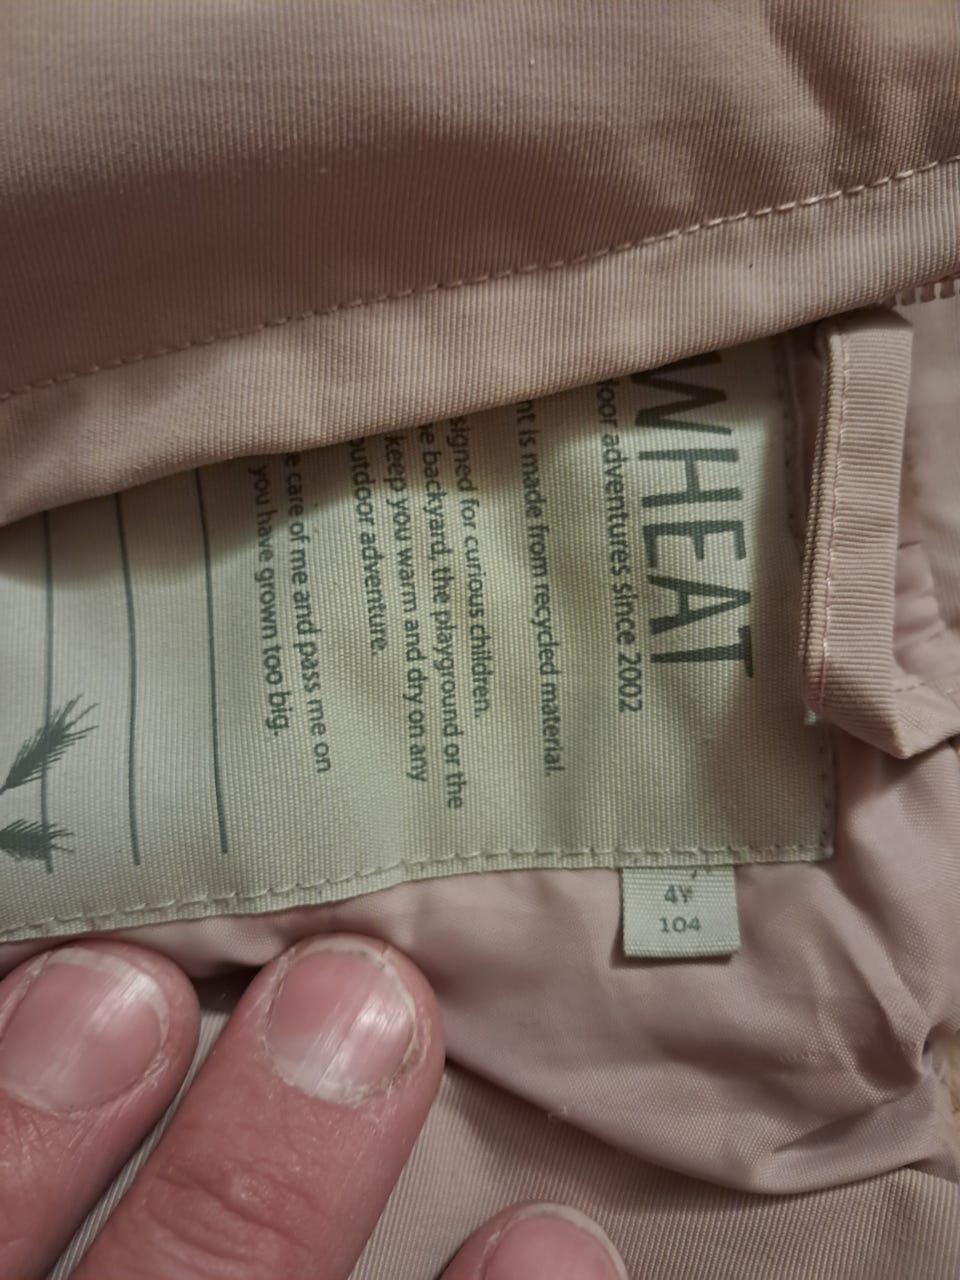 WHEAT
door adventures since 2002
nt is made from recycled material.
signed for curious children.
e backyard, the playground or the
keep you warm and dry on any
outdoor adventure.
e care of me and pass me on
you have grown too big.
4Y
104